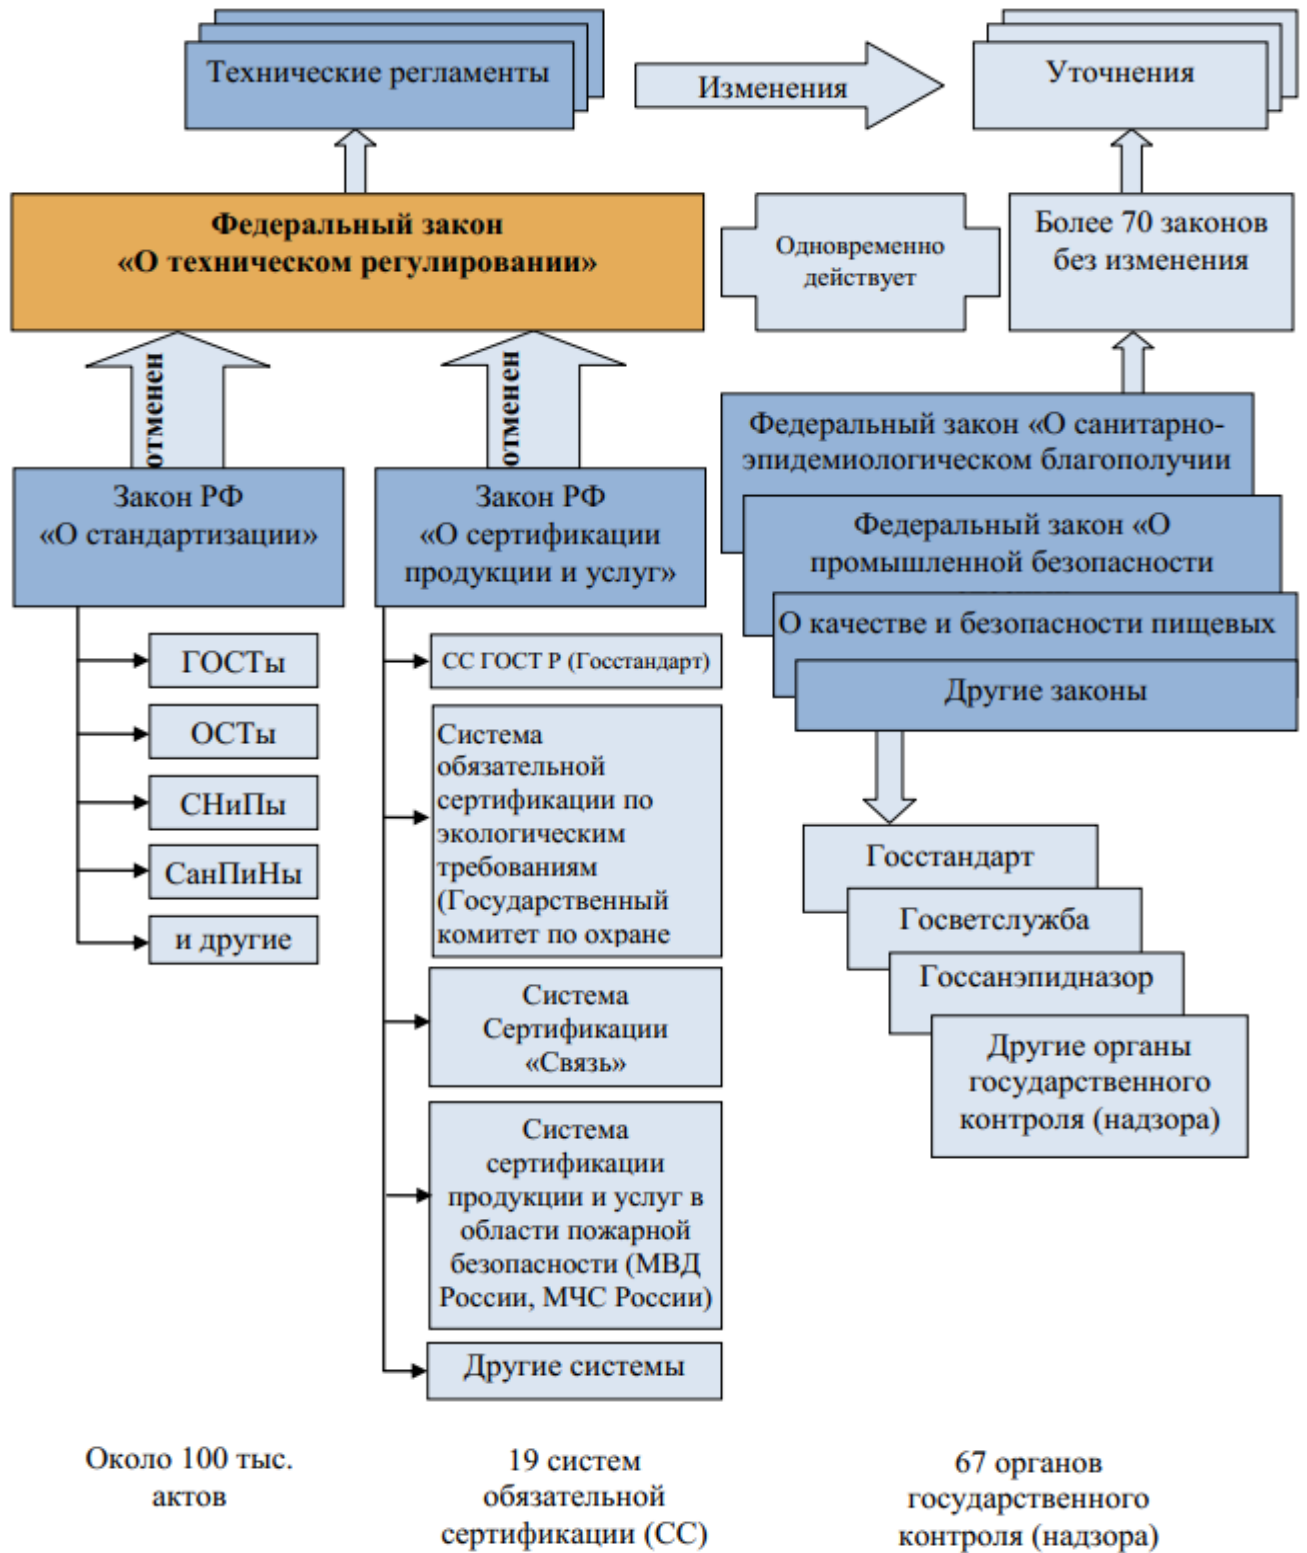 Технические регламенты
Изменения
Уточнения
Федеральный закон
«О техническом регулировании»
Одновременно
действует
Более 70 законов
без изменения
отменен
отменен
Закон РФ
«О стандартизации»
Закон РФ
«О сертификации
продукции и услуг»
Федеральный закон «О санитарно-
эпидемиологическом благополучии
Федеральный закон «О
промышленной безопасности
О качестве и безопасности пищевых
Другие законы
ГОСТы
ОСТы
СНиПы
СанПиНы
и другие
СС ГОСТ Р (Госстандарт)
Система
обязательной
сертификации по
экологическим
требованиям
(Государственный
комитет по охране
Система
Сертификации
«Связь»
Система
сертификации
продукции и услуг в
области пожарной
безопасности (МВД
России, МЧС России)
Другие системы
Госстандарт
Госветслужба
Госсанэпидназор
Другие органы
государственного
контроля (надзора)
Около 100 тыс.
актов
19 систем
обязательной
сертификации (СС)
67 органов
государственного
контроля (надзора)